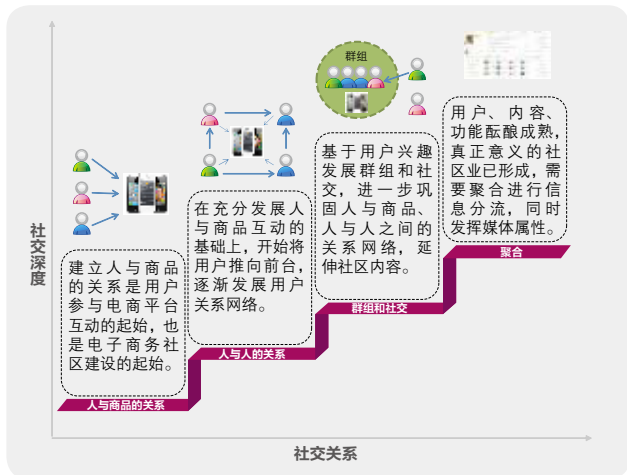 群组
用户、内容、
功能酝酿成熟，
真正意义的社
区业已形成，需
要聚合进行信
息分流，同时
发挥媒体属性。
聚合
基于用户兴趣
发展群组和社
交，进一步巩
固人与商品、
人与人之间的
关系网络，延
伸社区内容。
群组和社交
在充分发展人
与商品互动的
基础上，开始将
用户推向前台，
逐渐发展用户
关系网络。
人与人的关系
建立人与商品
的关系是用户
参与电商平台
互动的起始，也
是电子商务社
区建设的起始。
人与商品的关系
社交深度
社交关系